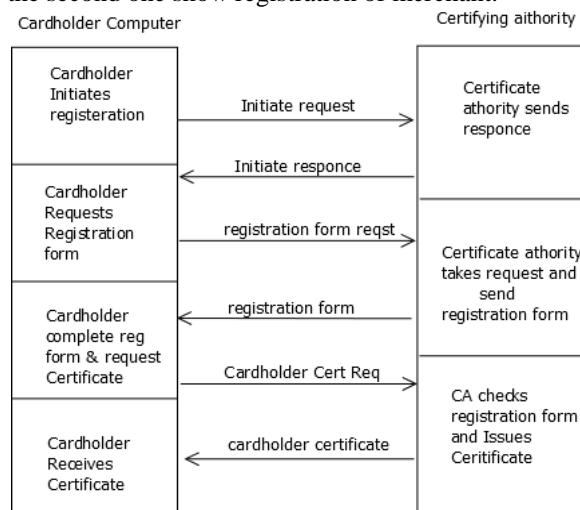 the second one show registration of merchant.
Cardholder Computer
Certifying aithority
Cardholder
Initiates
registeration
Initiate request
Certificate
athority sends
responce
Initiate responce
Cardholder
Requests
Registration
form
registration form reqst
Certificate athority
takes request and
send
registration form
registration form
Cardholder
complete reg
form & request
Certificate
Cardholder Cert Req
CA checks
registration form
and Issues
Ceritificate
cardholder certificate
Cardholder
Receives
Certificate